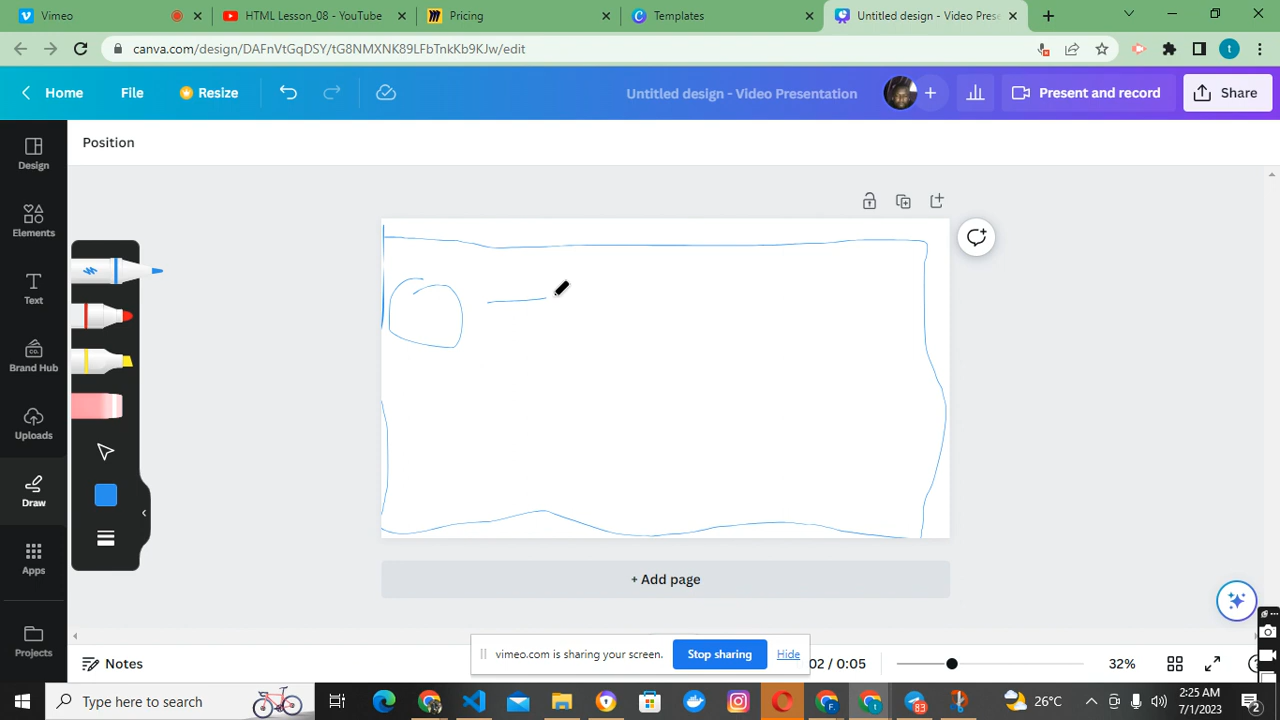 Vimeo
HTML Lesson_08 - YouTube
Pricing
Templates
Untitled design - Video Prese
canva.com/design/DAFnVtGqDSY/tG8NMXNK89LFbTnkKb9KJw/edit
t
Home
File
Resize
Untitled design - Video Presentation
Present and record
Share
Position
Design
Elements
Text
CO.
Brand Hub
Uploads
Draw
Apps
Projects
+ Add page
vimeo.com is sharing your screen.
Stop sharing
Hide
Notes
02 / 0:05
32%
Type here to search
F
t
83
26°C
2:25 AM
7/1/2023
2